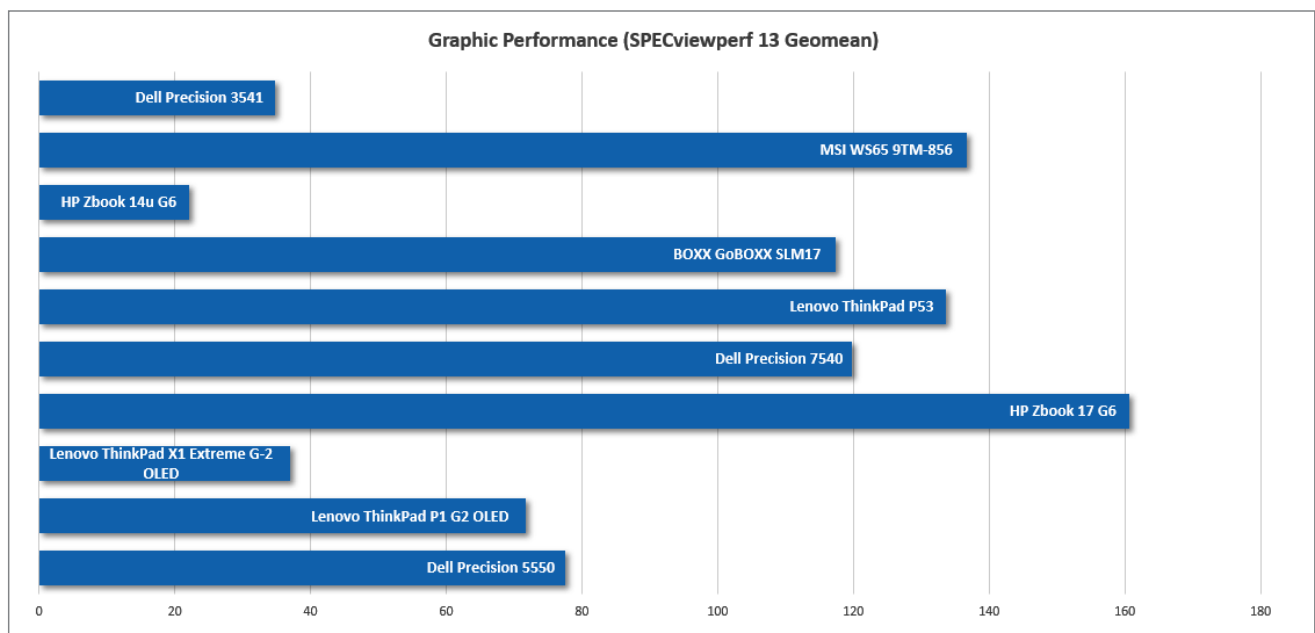 Graphic Performance (SPECviewperf 13 Geomean)
Dell Precision 3541
MSI WS65 9TM-856
HP Zbook 14u G6
BOXX GoBOXX SLM17
Lenovo ThinkPad P53
Dell Precision 7540
HP Zbook 17 G6
Lenovo ThinkPad X1 Extreme G-2
OLED
Lenovo ThinkPad P1 G2 OLED
Dell Precision 5550
0 20 40 60 80 100 120 140 160 180